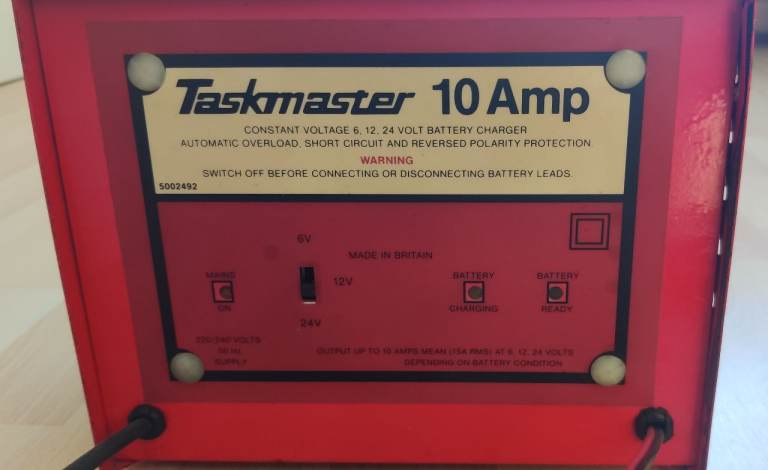 Taskmaster 10 Amp
CONSTANT VOLTAGE 6, 12, 24 VOLT BATTERY CHARGER
AUTOMATIC OVERLOAD, SHORT CIRCUIT AND REVERSED POLARITY PROTECTION
WARNING
SWITCH OFF BEFORE CONNECTING OR DISCONNECTING BATTERY LEADS.
5002492
6V
MADE IN BRITAIN
MAINS
ON
12V
BATTERY
CHARGING
BATTERY
READY
24V
220/240 VOLTS
50 Hz
SUPPLY
OUTPUT UP TO 10 AMPS MEAN (15A RMS) AT 6, 12, 24 VOLTS
DEPENDING ON BATTERY CONDITION